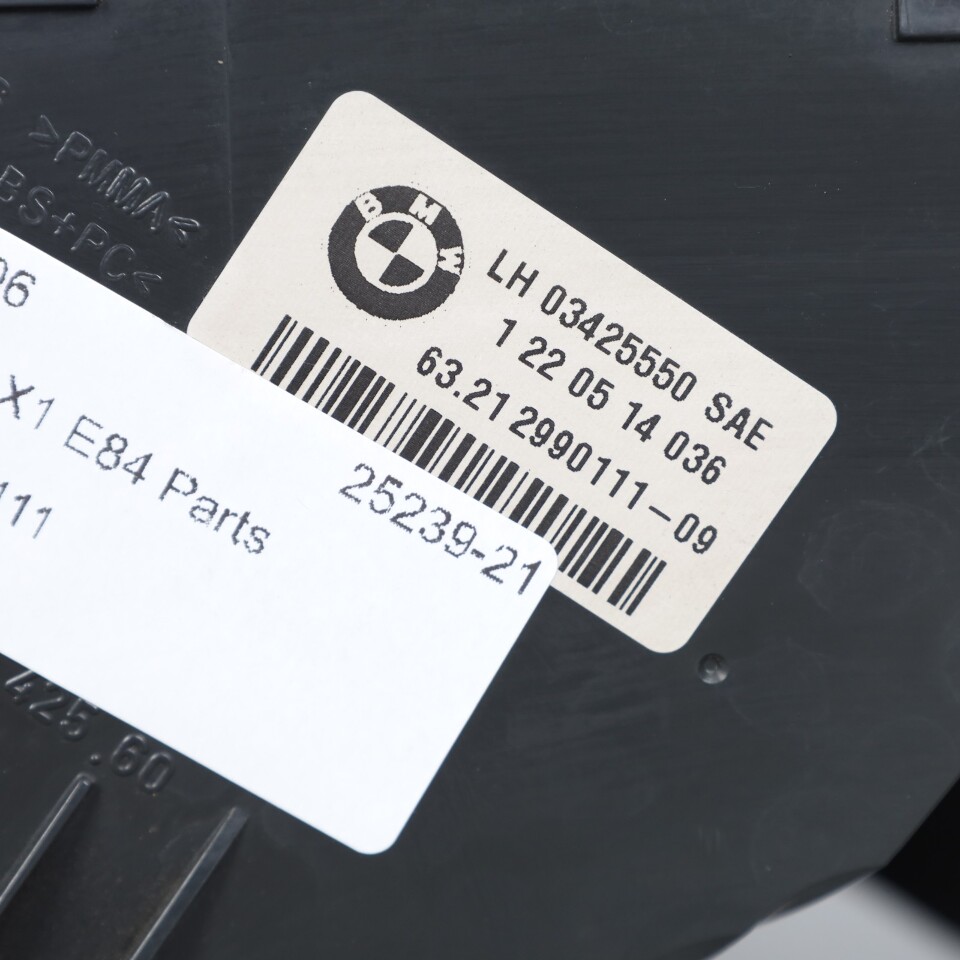 >PMMA<
BS+PC<
BMW
LH 03425550 SAE
1 22 05 14 036
63.21 2990111-09
06
X1 E84 Parts
25239-21
111
425.60